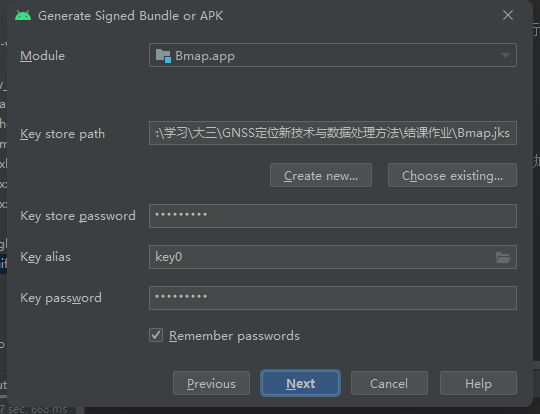 Generate Signed Bundle or APK
Module
Bmap.app
Key store path
:\学习\大三\GNSS定位新技术与数据处理方法\结课作业\Bmap.jks
Create new...
Choose existing...
Key store password
•••••••••
Key alias
key0
Key password
•••••••••
Remember passwords
Previous
Next
Cancel
Help
7 sec, 668 ms